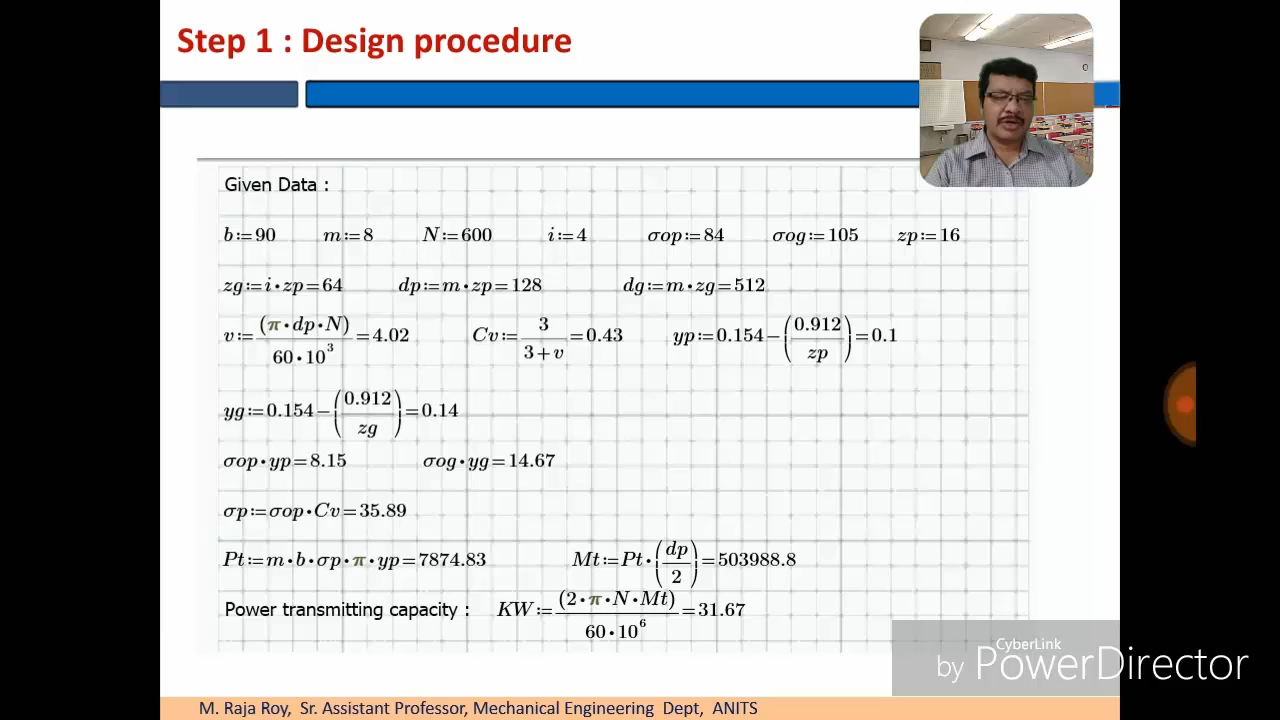 Step 1 : Design procedure
Given Data :
b:=90 m:=8 N:=600 i:=4 σop:=84 σog:=105 zp:=16
zg:=i·zp=64 dp:=m·zp=128 dg:=m·zg=512
v:=(π·dp·N)/(60·10³)=4.02 Cv:=3/(3+v)=0.43 yp:=0.154−(0.912/zp)=0.1
yg:=0.154−(0.912/zg)=0.14
σop·yp=8.15 σog·yg=14.67
σp:=σop·Cv=35.89
Pt:=m·b·σp·π·yp=7874.83 Mt:=Pt·(dp/2)=503988.8
Power transmitting capacity : KW:=(2·π·N·Mt)/(60·10⁶)=31.67
CyberLink
by PowerDirector
M. Raja Roy, Sr. Assistant Professor, Mechanical Engineering Dept, ANITS